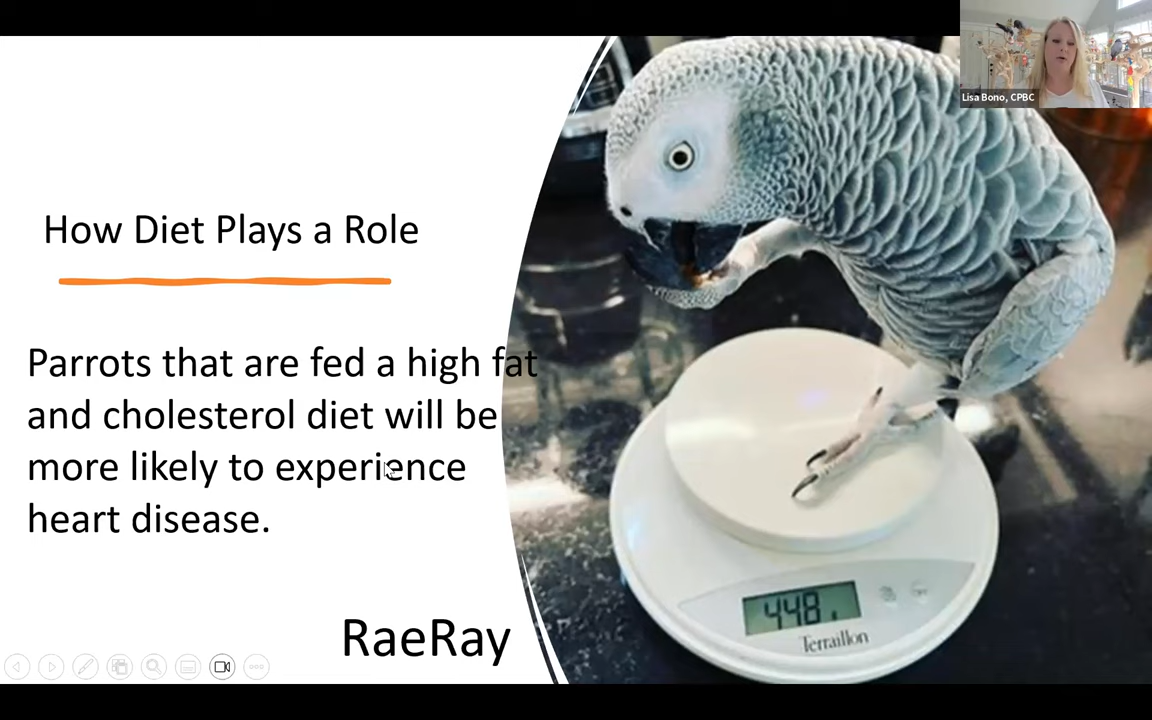 Lisa Bono, CPBC
How Diet Plays a Role
Parrots that are fed a high fat
and cholesterol diet will be
more likely to experience
heart disease.
448
Terraillon
RaeRay